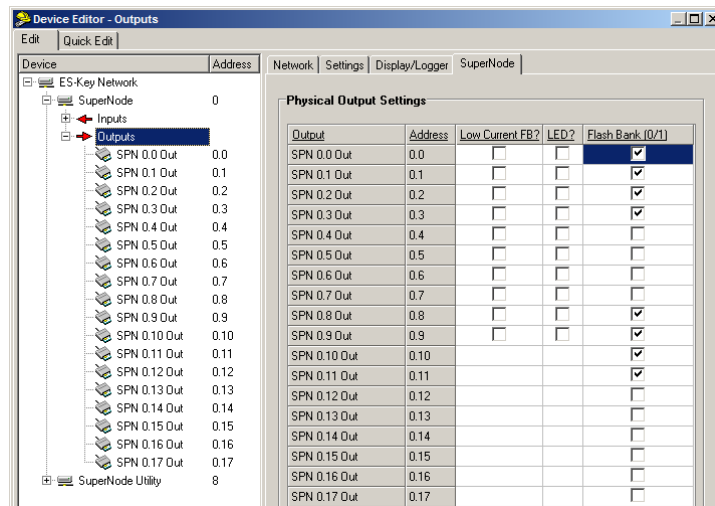 Device Editor - Outputs
Edit Quick Edit
Device Address
ES-Key Network
SuperNode 0
Inputs
Outputs
SPN 0.0 Out 0.0
SPN 0.1 Out 0.1
SPN 0.2 Out 0.2
SPN 0.3 Out 0.3
SPN 0.4 Out 0.4
SPN 0.5 Out 0.5
SPN 0.6 Out 0.6
SPN 0.7 Out 0.7
SPN 0.8 Out 0.8
SPN 0.9 Out 0.9
SPN 0.10 Out 0.10
SPN 0.11 Out 0.11
SPN 0.12 Out 0.12
SPN 0.13 Out 0.13
SPN 0.14 Out 0.14
SPN 0.15 Out 0.15
SPN 0.16 Out 0.16
SPN 0.17 Out 0.17
SuperNode Utility 8
Network Settings Display/Logger SuperNode
Physical Output Settings
Output Address Low Current FB? LED? Flash Bank (0/1)
SPN 0.0 Out 0.0
SPN 0.1 Out 0.1
SPN 0.2 Out 0.2
SPN 0.3 Out 0.3
SPN 0.4 Out 0.4
SPN 0.5 Out 0.5
SPN 0.6 Out 0.6
SPN 0.7 Out 0.7
SPN 0.8 Out 0.8
SPN 0.9 Out 0.9
SPN 0.10 Out 0.10
SPN 0.11 Out 0.11
SPN 0.12 Out 0.12
SPN 0.13 Out 0.13
SPN 0.14 Out 0.14
SPN 0.15 Out 0.15
SPN 0.16 Out 0.16
SPN 0.17 Out 0.17